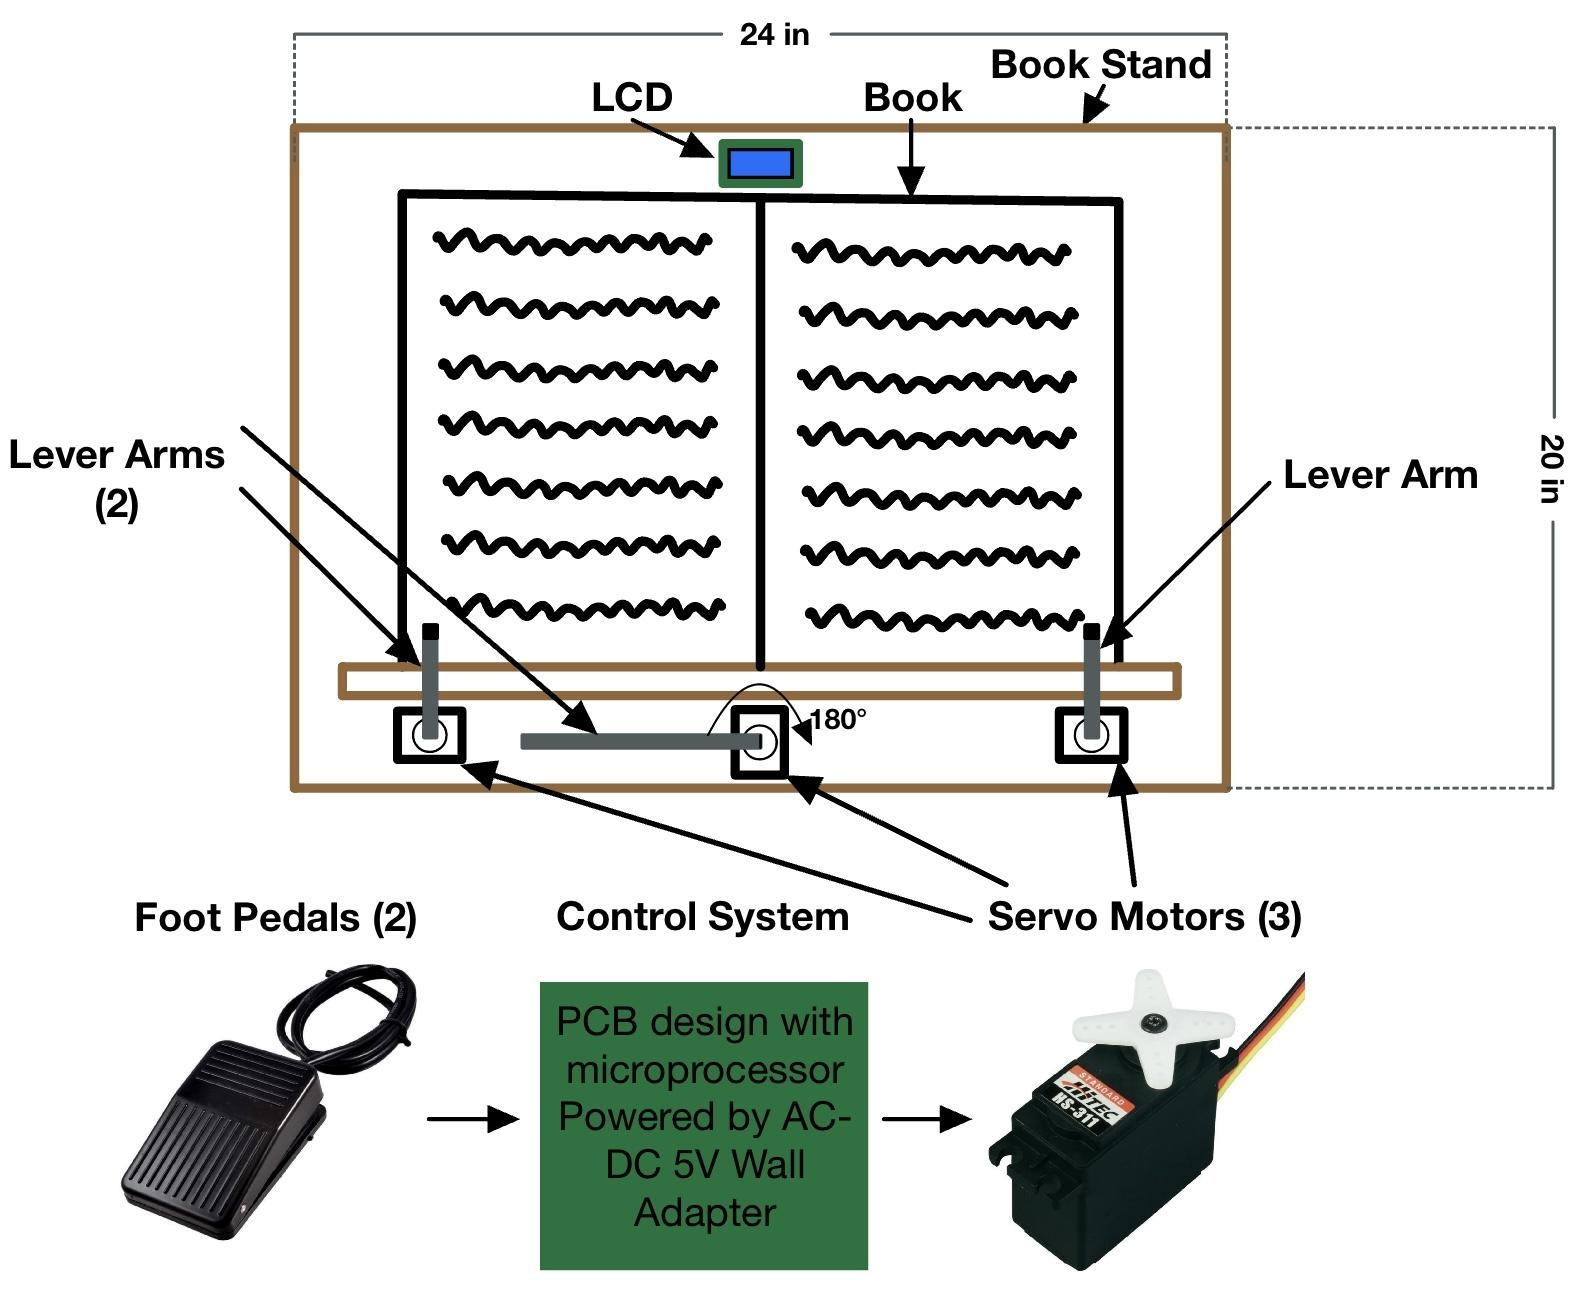 24 in
Book Stand
LCD
Book
Lever Arms
(2)
Lever Arm
20 in
180°
Foot Pedals (2)
Control System
Servo Motors (3)
PCB design with
microprocessor
Powered by AC-
DC 5V Wall
Adapter
STANDARD
HiTEC
HS-311